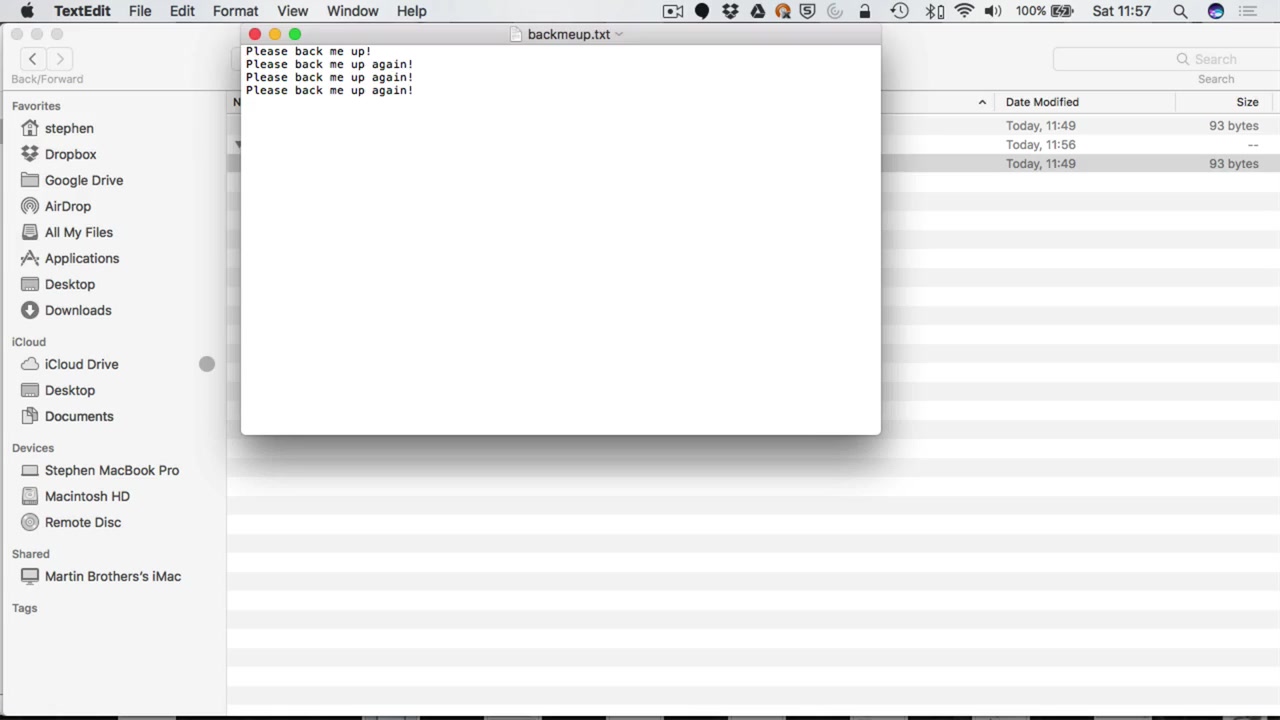 TextEdit File Edit Format View Window Help 100% Sat 11:57
backmeup.txt
Please back me up!
Please back me up again!
Please back me up again!
Please back me up again!
Back/Forward
Search
Search
Favorites
stephen
Dropbox
Google Drive
AirDrop
All My Files
Applications
Desktop
Downloads
iCloud
iCloud Drive
Desktop
Documents
Devices
Stephen MacBook Pro
Macintosh HD
Remote Disc
Shared
Martin Brothers's iMac
Tags
Date Modified Size
Today, 11:49 93 bytes
Today, 11:56 --
Today, 11:49 93 bytes